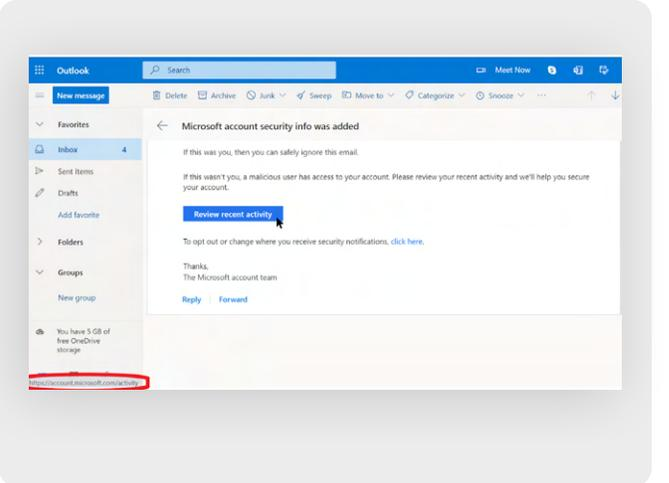 Outlook
Search
Meet Now
New message
Delete
Archive
Junk
Sweep
Move to
Categorize
Snooze
Favorites
Inbox 4
Sent Items
Drafts
Add favorite
Folders
Groups
New group
You have 5 GB of
free OneDrive
storage
Microsoft account security info was added
If this was you, then you can safely ignore this email.
If this wasn't you, a malicious user has access to your account. Please review your recent activity and we'll help you secure
your account.
Review recent activity
To opt out or change where you receive security notifications, click here.
Thanks,
The Microsoft account team
Reply
Forward
https://account.microsoft.com/activity